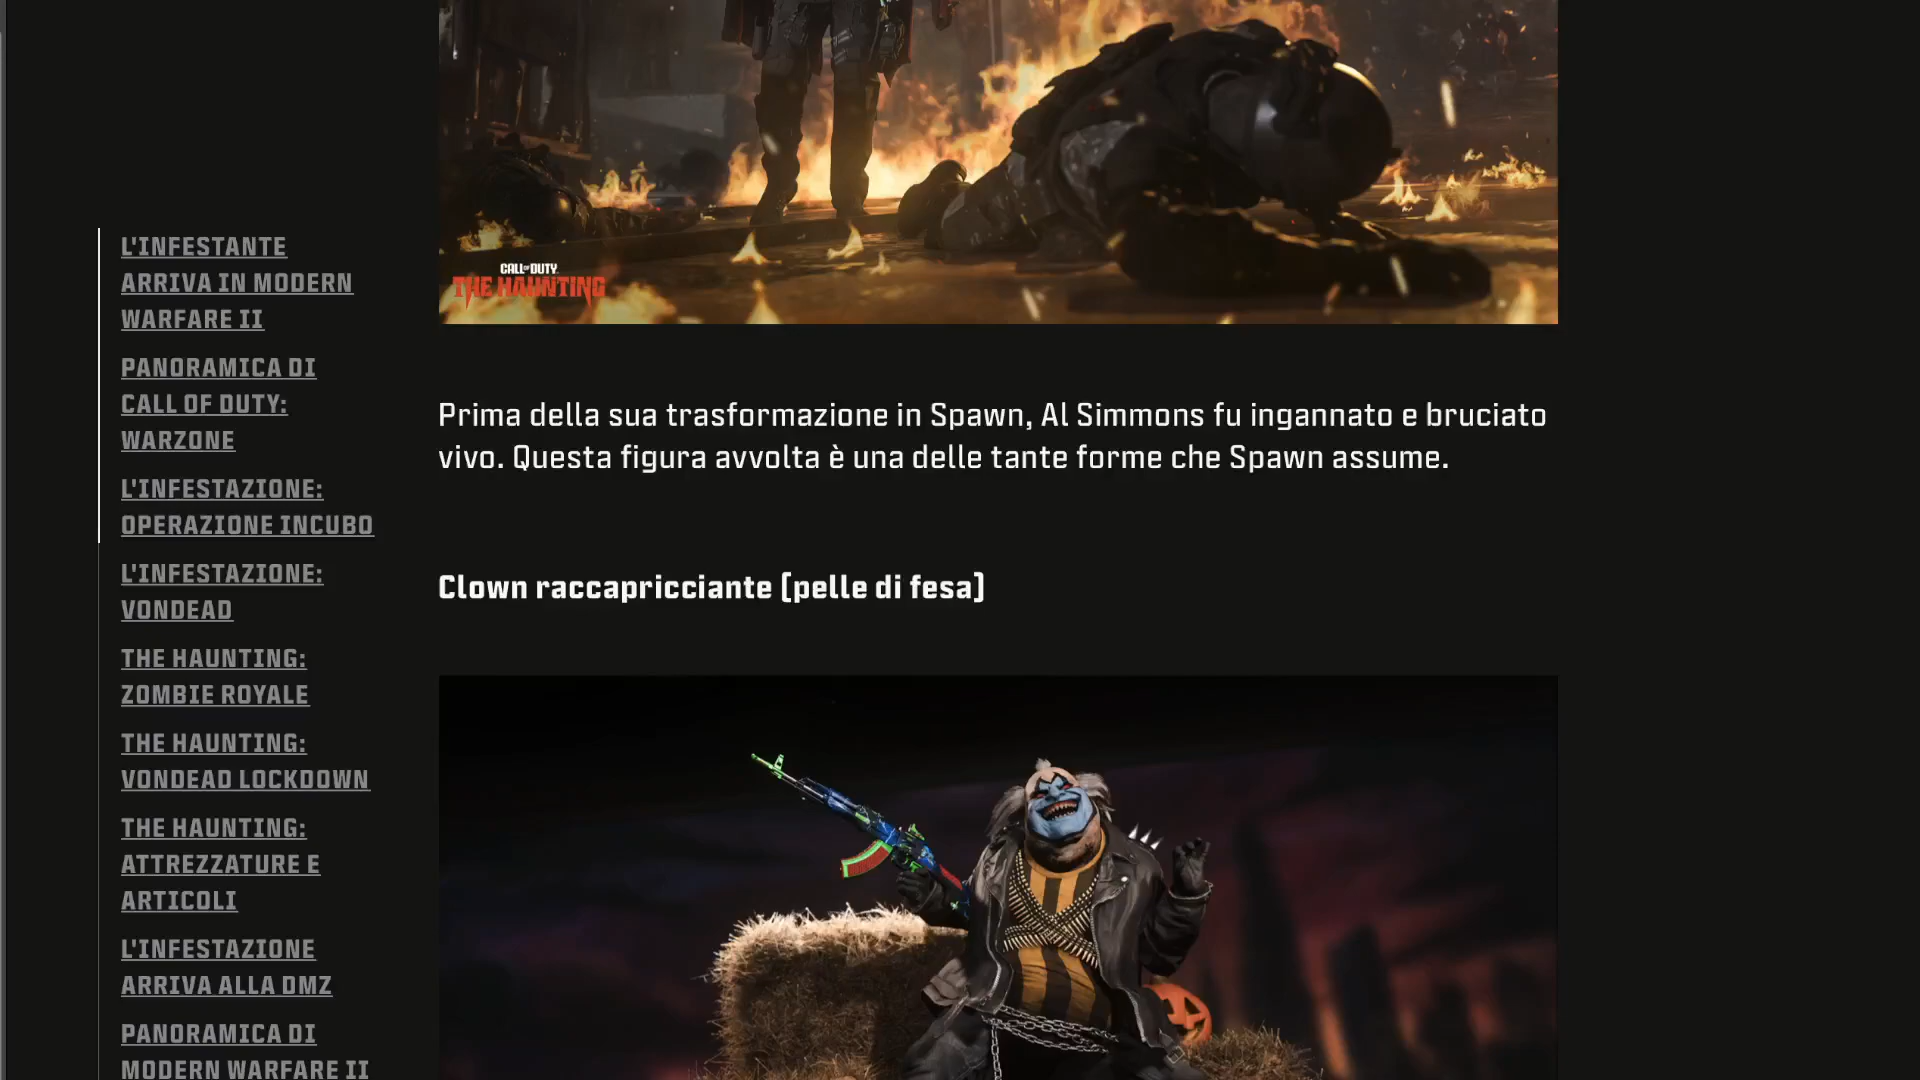 L'INFESTANTE
ARRIVA IN MODERN
WARFARE II
PANORAMICA DI
CALL OF DUTY:
WARZONE
L'INFESTAZIONE:
OPERAZIONE INCUBO
L'INFESTAZIONE:
VONDEAD
THE HAUNTING:
ZOMBIE ROYALE
THE HAUNTING:
VONDEAD LOCKDOWN
THE HAUNTING:
ATTREZZATURE E
ARTICOLI
L'INFESTAZIONE
ARRIVA ALLA DMZ
PANORAMICA DI
MODERN WARFARE II
CALL OF DUTY
THE HAUNTING
Prima della sua trasformazione in Spawn, Al Simmons fu ingannato e bruciato
vivo. Questa figura avvolta è una delle tante forme che Spawn assume.
Clown raccapricciante [pelle di fesa]